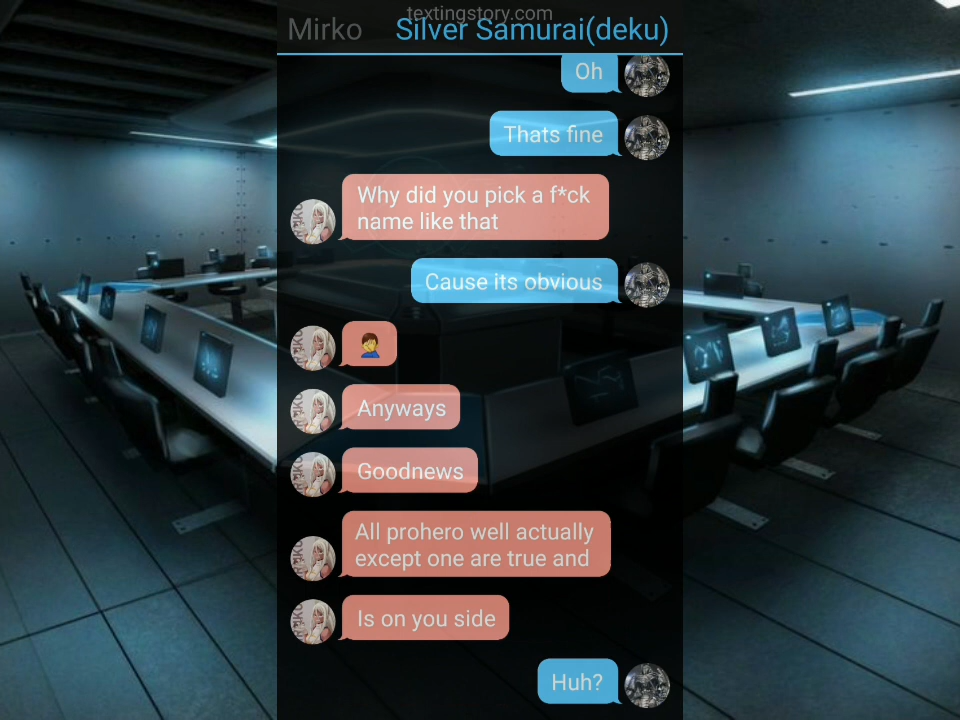 textingstory.com
Mirko Silver Samurai(deku)
Oh
Thats fine
Why did you pick a f*ck
name like that
Cause its obvious
🤦‍♂️
Anyways
Goodnews
All prohero well actually
except one are true and
Is on you side
Huh?